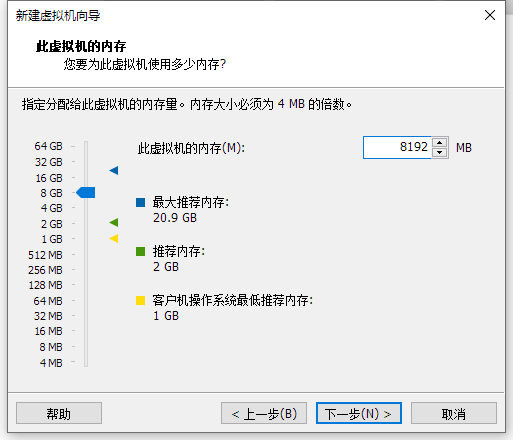 新建虚拟机向导
此虚拟机的内存
您要为此虚拟机使用多少内存?
指定分配给此虚拟机的内存量。内存大小必须为 4 MB 的倍数。
64 GB
32 GB
16 GB
8 GB
4 GB
2 GB
1 GB
512 MB
256 MB
128 MB
64 MB
32 MB
16 MB
8 MB
4 MB
此虚拟机的内存(M): 8192 MB
最大推荐内存:
20.9 GB
推荐内存:
2 GB
客户机操作系统最低推荐内存:
1 GB
帮助 < 上一步(B) 下一步(N) > 取消